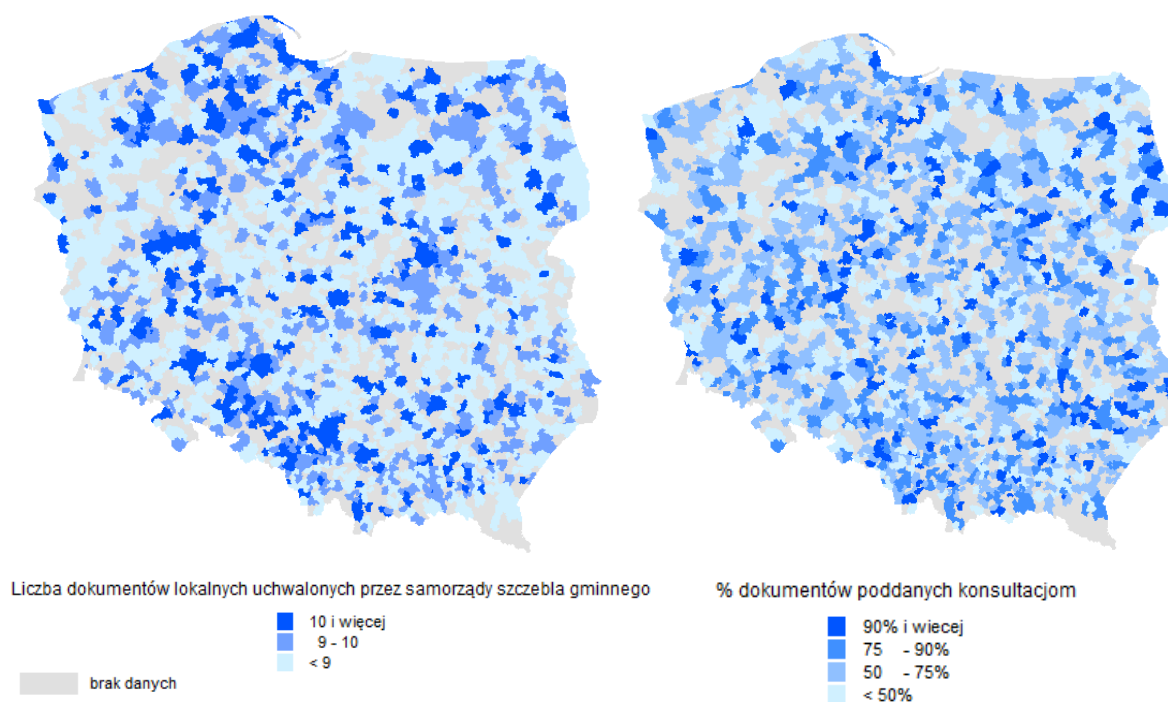 Liczba dokumentów lokalnych uchwalonych przez samorządy szczebla gminnego
10 i więcej
9 - 10
< 9
brak danych
% dokumentów poddanych konsultacjom
90% i wiecej
75 - 90%
50 - 75%
< 50%